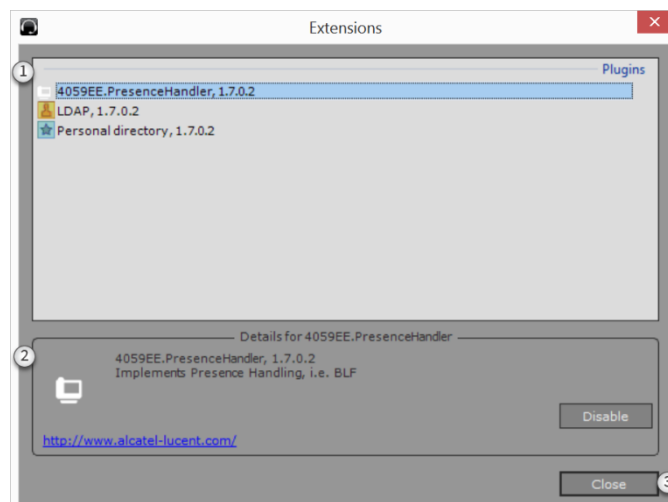 Extensions
1
Plugins
4059EE.PresenceHandler, 1.7.0.2
LDAP, 1.7.0.2
Personal directory, 1.7.0.2
Details for 4059EE.PresenceHandler
2
4059EE.PresenceHandler, 1.7.0.2
Implements Presence Handling, i.e. BLF
Disable
http://www.alcatel-lucent.com/
Close
3